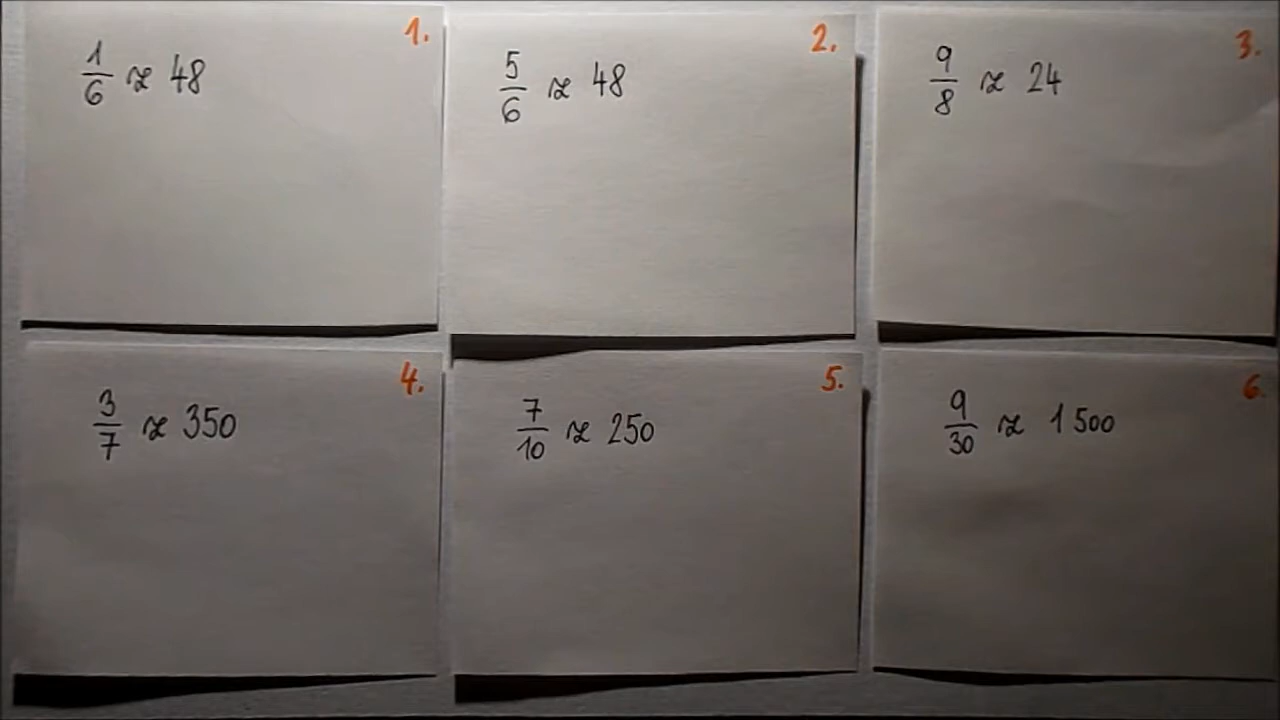 1.
1/6 z 48
2.
5/6 z 48
3.
9/8 z 24
4.
3/7 z 350
5.
7/10 z 250
6.
9/30 z 1 500